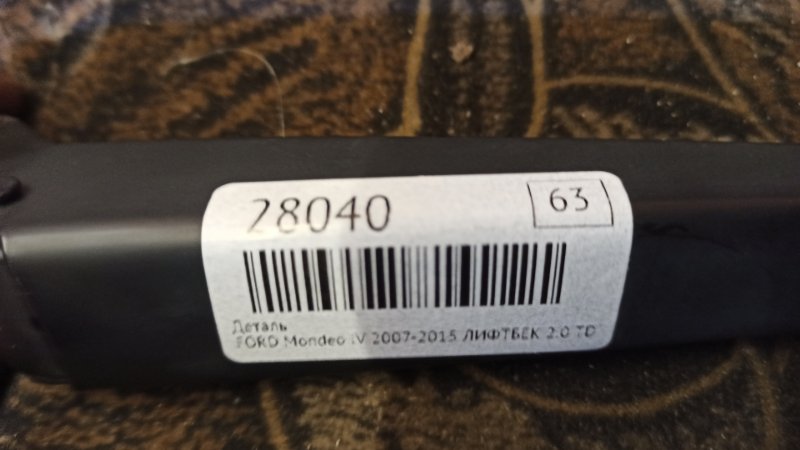 28040
63
Деталь
FORD Mondeo IV 2007-2015 ЛИФТБЕК 2.0 TD